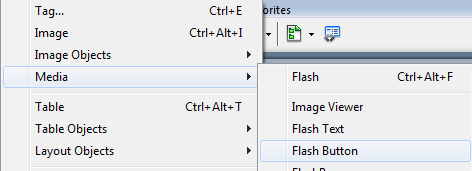 Tag... Ctrl+E
Image Ctrl+Alt+I
Image Objects
Media
Table Ctrl+Alt+T
Table Objects
Layout Objects
orites
Flash Ctrl+Alt+F
Image Viewer
Flash Text
Flash Button